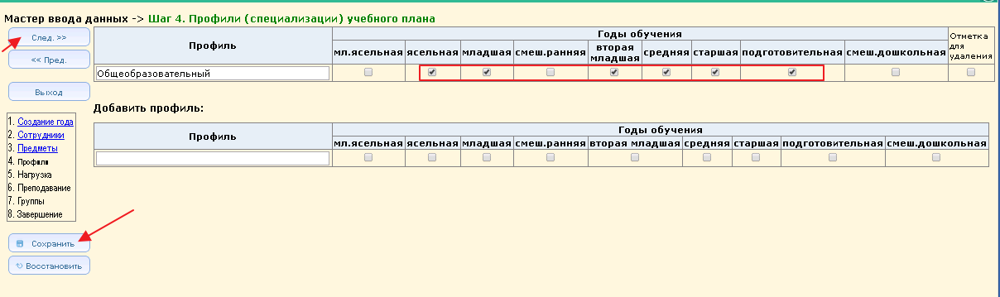 Мастер ввода данных -> Шаг 4. Профили (специализации) учебного плана
След. >>
<< Пред.
Выход
1. Создание года
2. Сотрудники
3. Предметы
4. Профили
5. Нагрузка
6. Преподавание
7. Группы
8. Завершение
Сохранить
Восстановить
Профиль
Годы обучения
Отметка
для
удаления
мл.ясельная ясельная младшая смеш.ранняя вторая
младшая средняя старшая подготовительная смеш.дошкольная
Общеобразовательный
Добавить профиль:
Профиль
Годы обучения
мл.ясельная ясельная младшая смеш.ранняя вторая младшая средняя старшая подготовительная смеш.дошкольная